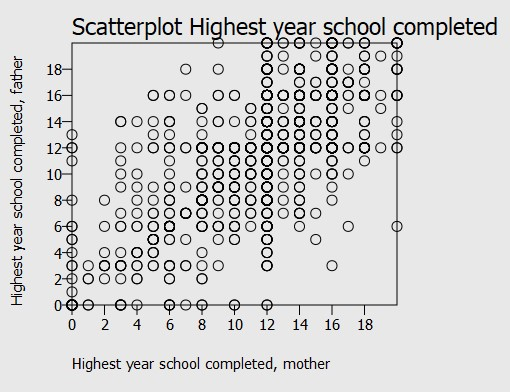 Scatterplot Highest year school completed
Highest year school completed, father
18
16
14
12
10
8
6
4
2
0
0 2 4 6 8 10 12 14 16 18
Highest year school completed, mother